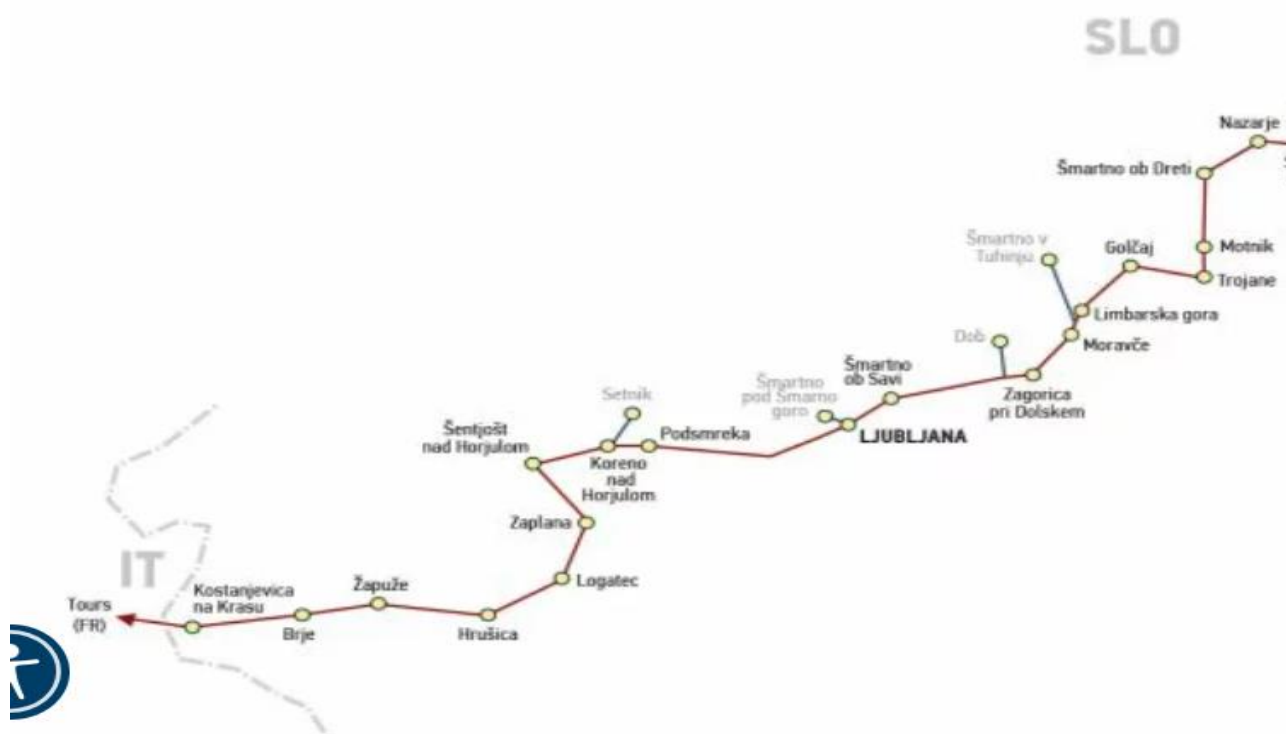 SLO
Nazarje
Šmartno ob Dreti
Šmartno v
Tuhinju
Golčaj
Motnik
Trojane
Limbarska gora
Moravče
Dob
Šmartno
ob Savi
Zagorica
pri Dolskem
Šmartno
pod Šmarno
goro
LJUBLJANA
Setnik
Podsmreka
Šentjošt
nad Horjulom
Koreno
nad
Horjulom
Zaplana
Logatec
IT
Kostanjevica
na Krasu
Žapuže
Tours
(FR)
Brje
Hrušica